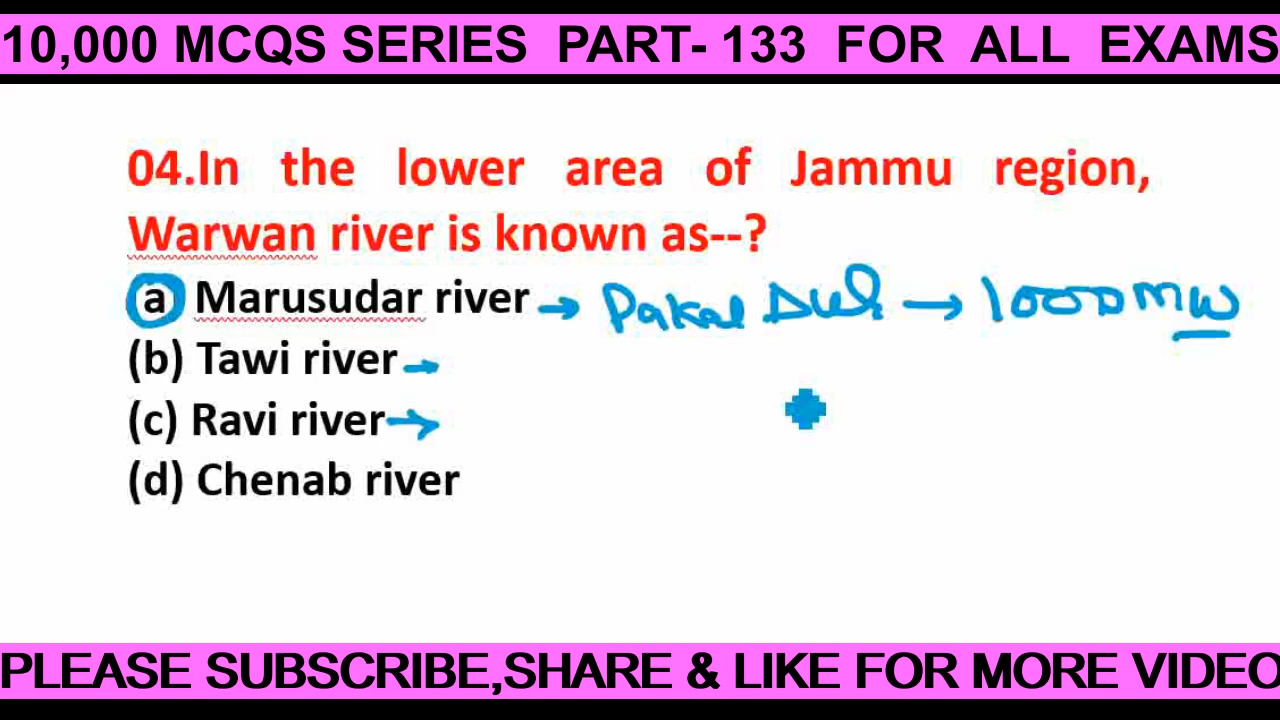 10,000 MCQS SERIES PART- 133 FOR ALL EXAMS
04.In the lower area of Jammu region,
Warwan river is known as--?
(a) Marusudar river → Pakal Dul → 1000 MW
(b) Tawi river →
(c) Ravi river →
(d) Chenab river
PLEASE SUBSCRIBE,SHARE & LIKE FOR MORE VIDEO